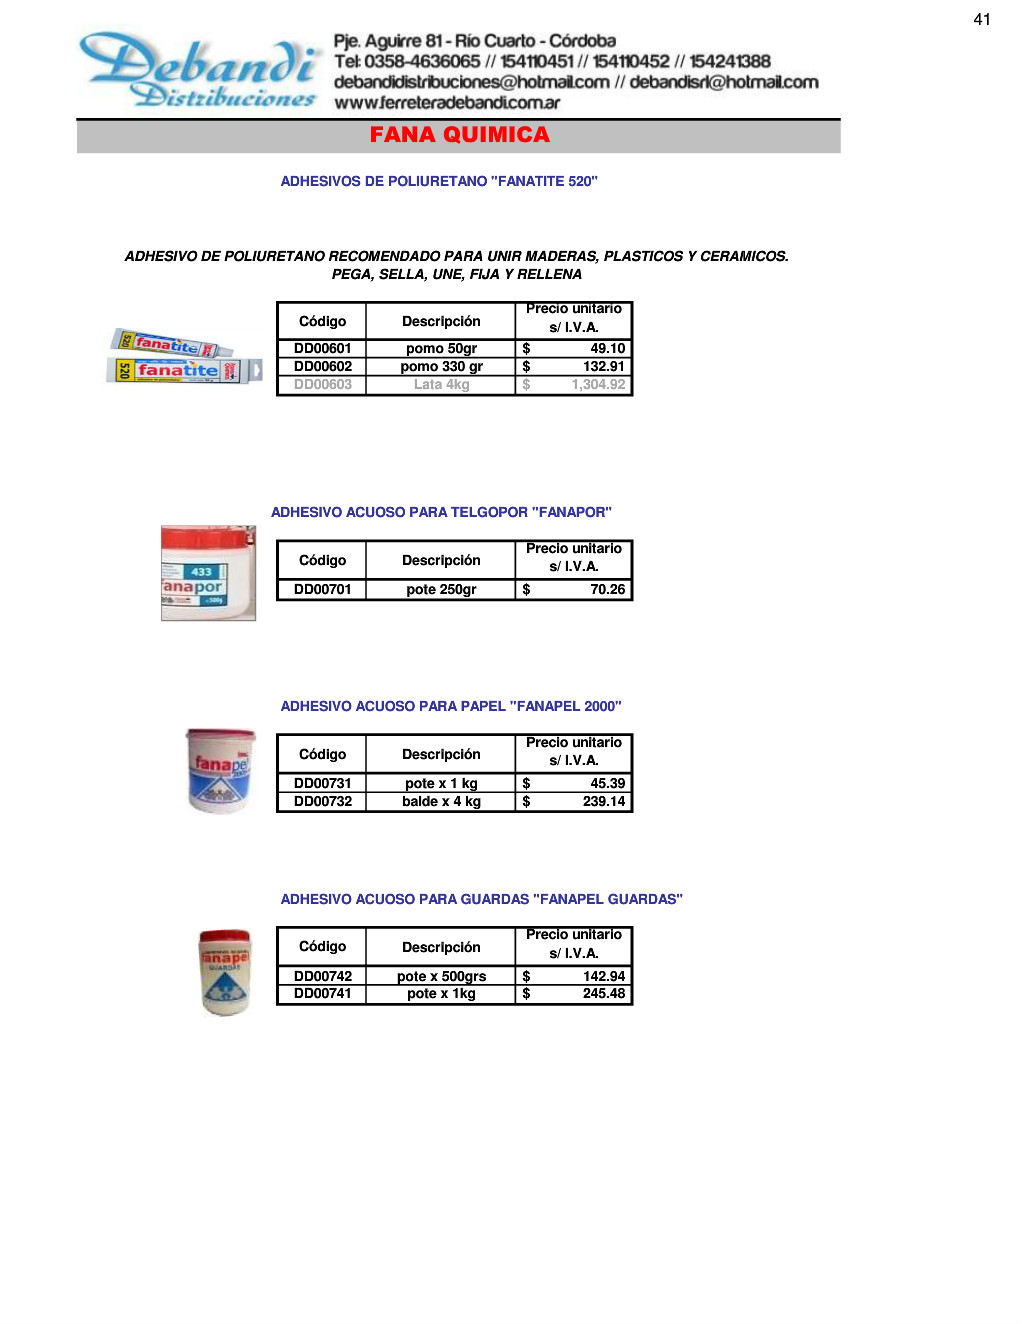 41
Debandi
Distribuciones
Pje. Aguirre 81 - Río Cuarto - Córdoba
Tel: 0358-4636065 // 154110451 // 154110452 // 154241388
debandidistribuciones@hotmail.com // debandisrl@hotmail.com
www.ferreteradebandi.com.ar
FANA QUIMICA
ADHESIVOS DE POLIURETANO "FANATITE 520"
ADHESIVO DE POLIURETANO RECOMENDADO PARA UNIR MADERAS, PLASTICOS Y CERAMICOS.
PEGA, SELLA, UNE, FIJA Y RELLENA
520 fanatite
520 fanatite
Código Descripción Precio unitario s/ I.V.A.
DD00601 pomo 50gr $ 49.10
DD00602 pomo 330 gr $ 132.91
DD00603 Lata 4kg $ 1,304.92
ADHESIVO ACUOSO PARA TELGOPOR "FANAPOR"
433
fanapor
Código Descripción Precio unitario s/ I.V.A.
DD00701 pote 250gr $ 70.26
ADHESIVO ACUOSO PARA PAPEL "FANAPEL 2000"
fanapel
2000
Código Descripción Precio unitario s/ I.V.A.
DD00731 pote x 1 kg $ 45.39
DD00732 balde x 4 kg $ 239.14
ADHESIVO ACUOSO PARA GUARDAS "FANAPEL GUARDAS"
fanapel
GUARDAS
Código Descripción Precio unitario s/ I.V.A.
DD00742 pote x 500grs $ 142.94
DD00741 pote x 1kg $ 245.48